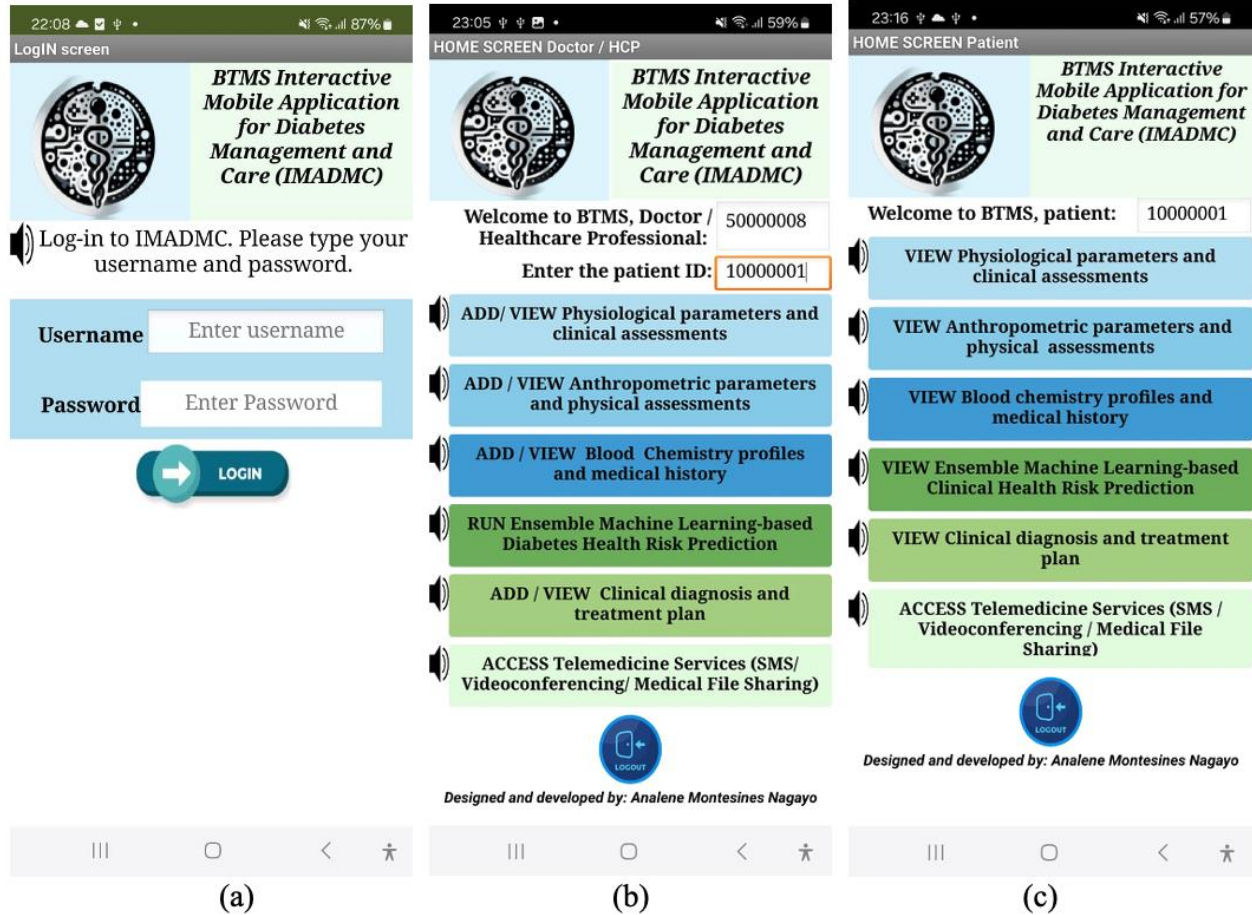 22:08
87%
LogIN screen
BTMS Interactive
Mobile Application
for Diabetes
Management and
Care (IMADMC)
Log-in to IMADMC. Please type your
username and password.
Username
Enter username
Password
Enter Password
LOGIN
(a)
23:05
59%
HOME SCREEN Doctor / HCP
BTMS Interactive
Mobile Application
for Diabetes
Management and
Care (IMADMC)
Welcome to BTMS, Doctor /
Healthcare Professional:
50000008
Enter the patient ID:
10000001
ADD/ VIEW Physiological parameters and
clinical assessments
ADD / VIEW Anthropometric parameters
and physical assessments
ADD / VIEW Blood Chemistry profiles
and medical history
RUN Ensemble Machine Learning-based
Diabetes Health Risk Prediction
ADD / VIEW Clinical diagnosis and
treatment plan
ACCESS Telemedicine Services (SMS/
Videoconferencing/ Medical File Sharing)
LOGOUT
Designed and developed by: Analene Montesines Nagayo
(b)
23:16
57%
HOME SCREEN Patient
BTMS Interactive
Mobile Application for
Diabetes Management
and Care (IMADMC)
Welcome to BTMS, patient:
10000001
VIEW Physiological parameters and
clinical assessments
VIEW Anthropometric parameters and
physical assessments
VIEW Blood chemistry profiles and
medical history
VIEW Ensemble Machine Learning-based
Clinical Health Risk Prediction
VIEW Clinical diagnosis and treatment
plan
ACCESS Telemedicine Services (SMS /
Videoconferencing / Medical File
Sharing)
LOGOUT
Designed and developed by: Analene Montesines Nagayo
(c)